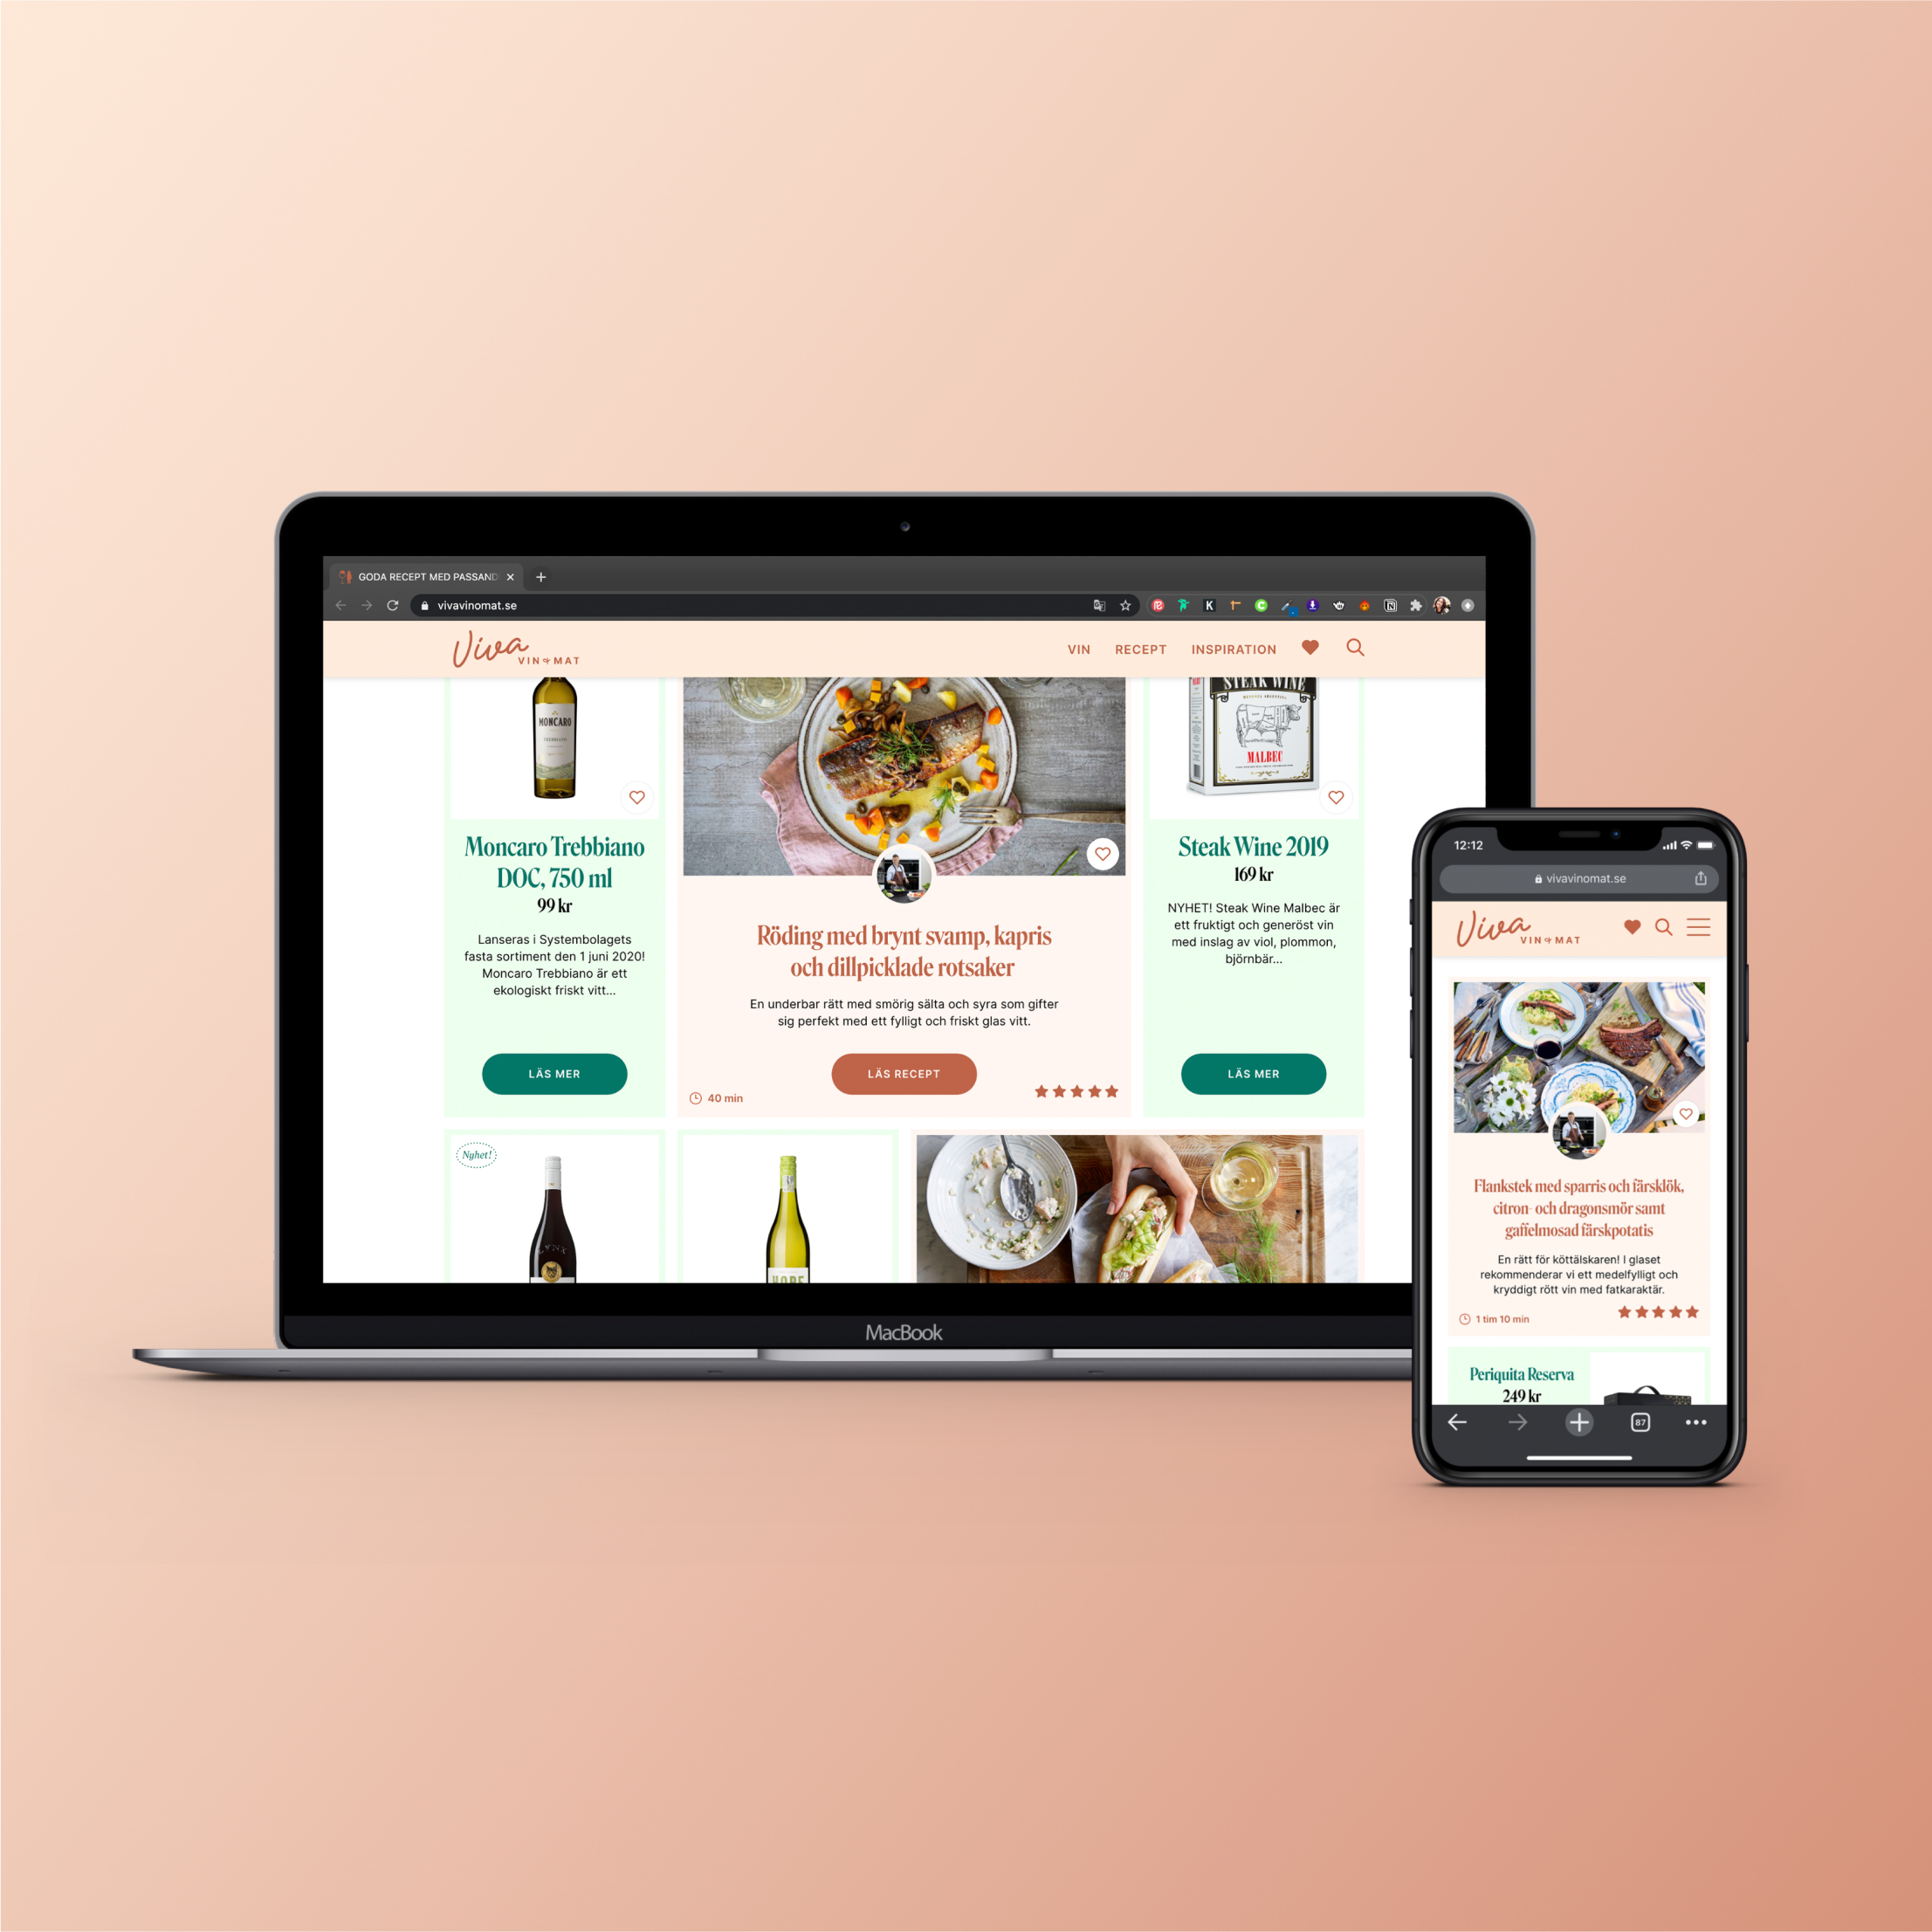 GODA RECEPT MED PASSAND
vivavinomat.se
Viva
VIN & MAT
VIN RECEPT INSPIRATION
MONCARO
TREBBIANO
Moncaro Trebbiano
DOC, 750 ml
99 kr
Lanseras i Systembolagets
fasta sortiment den 1 juni 2020!
Moncaro Trebbiano är ett
ekologiskt friskt vitt...
LÄS MER
Röding med brynt svamp, kapris
och dillpicklade rotsaker
En underbar rätt med smörig sälta och syra som gifter
sig perfekt med ett fylligt och friskt glas vitt.
LÄS RECEPT
40 min
STEAK WINE
MALBEC
Steak Wine 2019
169 kr
NYHET! Steak Wine Malbec är
ett fruktigt och generöst vin
med inslag av viol, plommon,
björnbär...
LÄS MER
Nyhet!
LYNX
HOPE
MacBook
12:12
vivavinomat.se
Viva
VIN & MAT
Flankstek med sparris och färsklök,
citron- och dragonsmör samt
gaffelmosad färskpotatis
En rätt för köttälskaren! I glaset
rekommenderar vi ett medelfylligt och
kryddigt rött vin med fatkaraktär.
1 tim 10 min
Periquita Reserva
249 kr
87